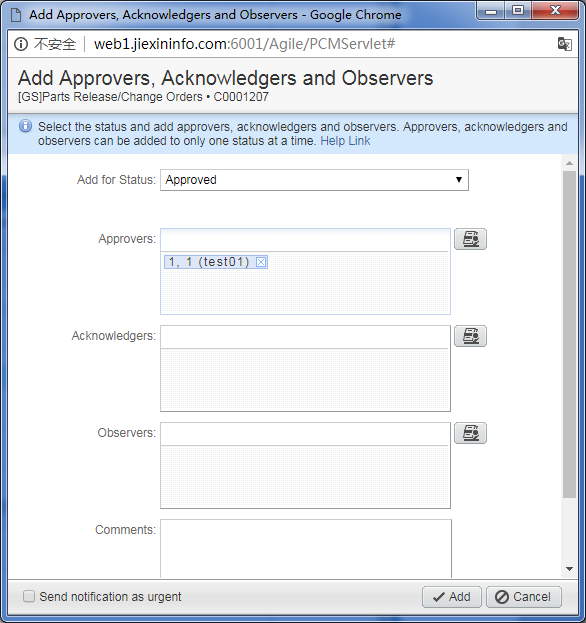 Add Approvers, Acknowledgers and Observers - Google Chrome
不安全 web1.jiexininfo.com:6001/Agile/PCMServlet#
Add Approvers, Acknowledgers and Observers
[GS]Parts Release/Change Orders • C0001207
Select the status and add approvers, acknowledgers and observers. Approvers, acknowledgers and
observers can be added to only one status at a time. Help Link
Add for Status: Approved
Approvers:
1, 1 (test01)
Acknowledgers:
Observers:
Comments:
Send notification as urgent Add Cancel